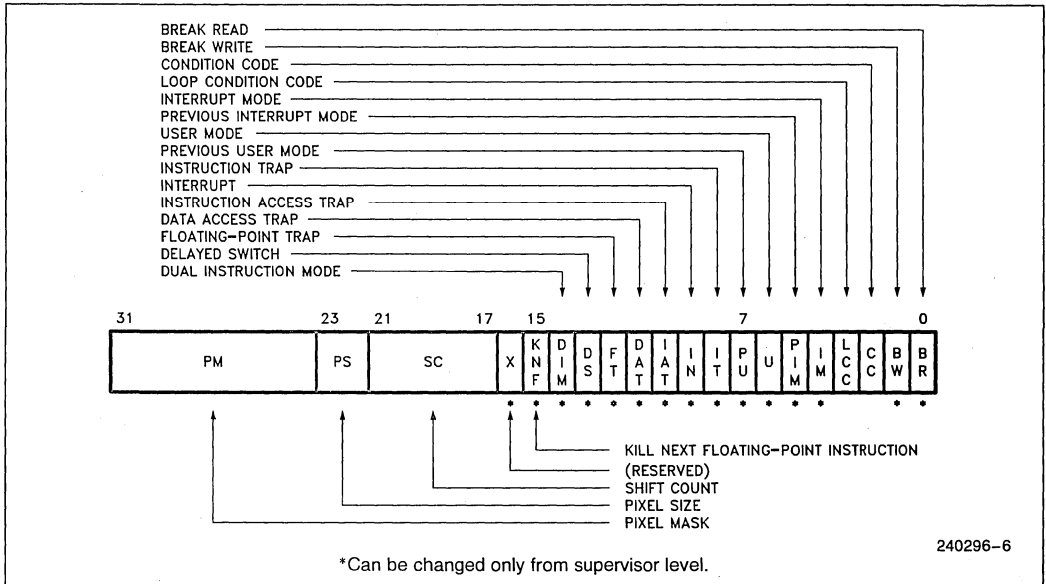 BREAK READ
BREAK WRITE
CONDITION CODE
LOOP CONDITION CODE
INTERRUPT MODE
PREVIOUS INTERRUPT MODE
USER MODE
PREVIOUS USER MODE
INSTRUCTION TRAP
INTERRUPT
INSTRUCTION ACCESS TRAP
DATA ACCESS TRAP
FLOATING-POINT TRAP
DELAYED SWITCH
DUAL INSTRUCTION MODE
31 23 21 17 15 7 0
PM PS SC X KNF DIM DS FT DAT IAT IN IT PU U PIM IM LCC CC BW BR
* * * * * * * * * * * * * *
KILL NEXT FLOATING-POINT INSTRUCTION
(RESERVED)
SHIFT COUNT
PIXEL SIZE
PIXEL MASK
240296-6
*Can be changed only from supervisor level.